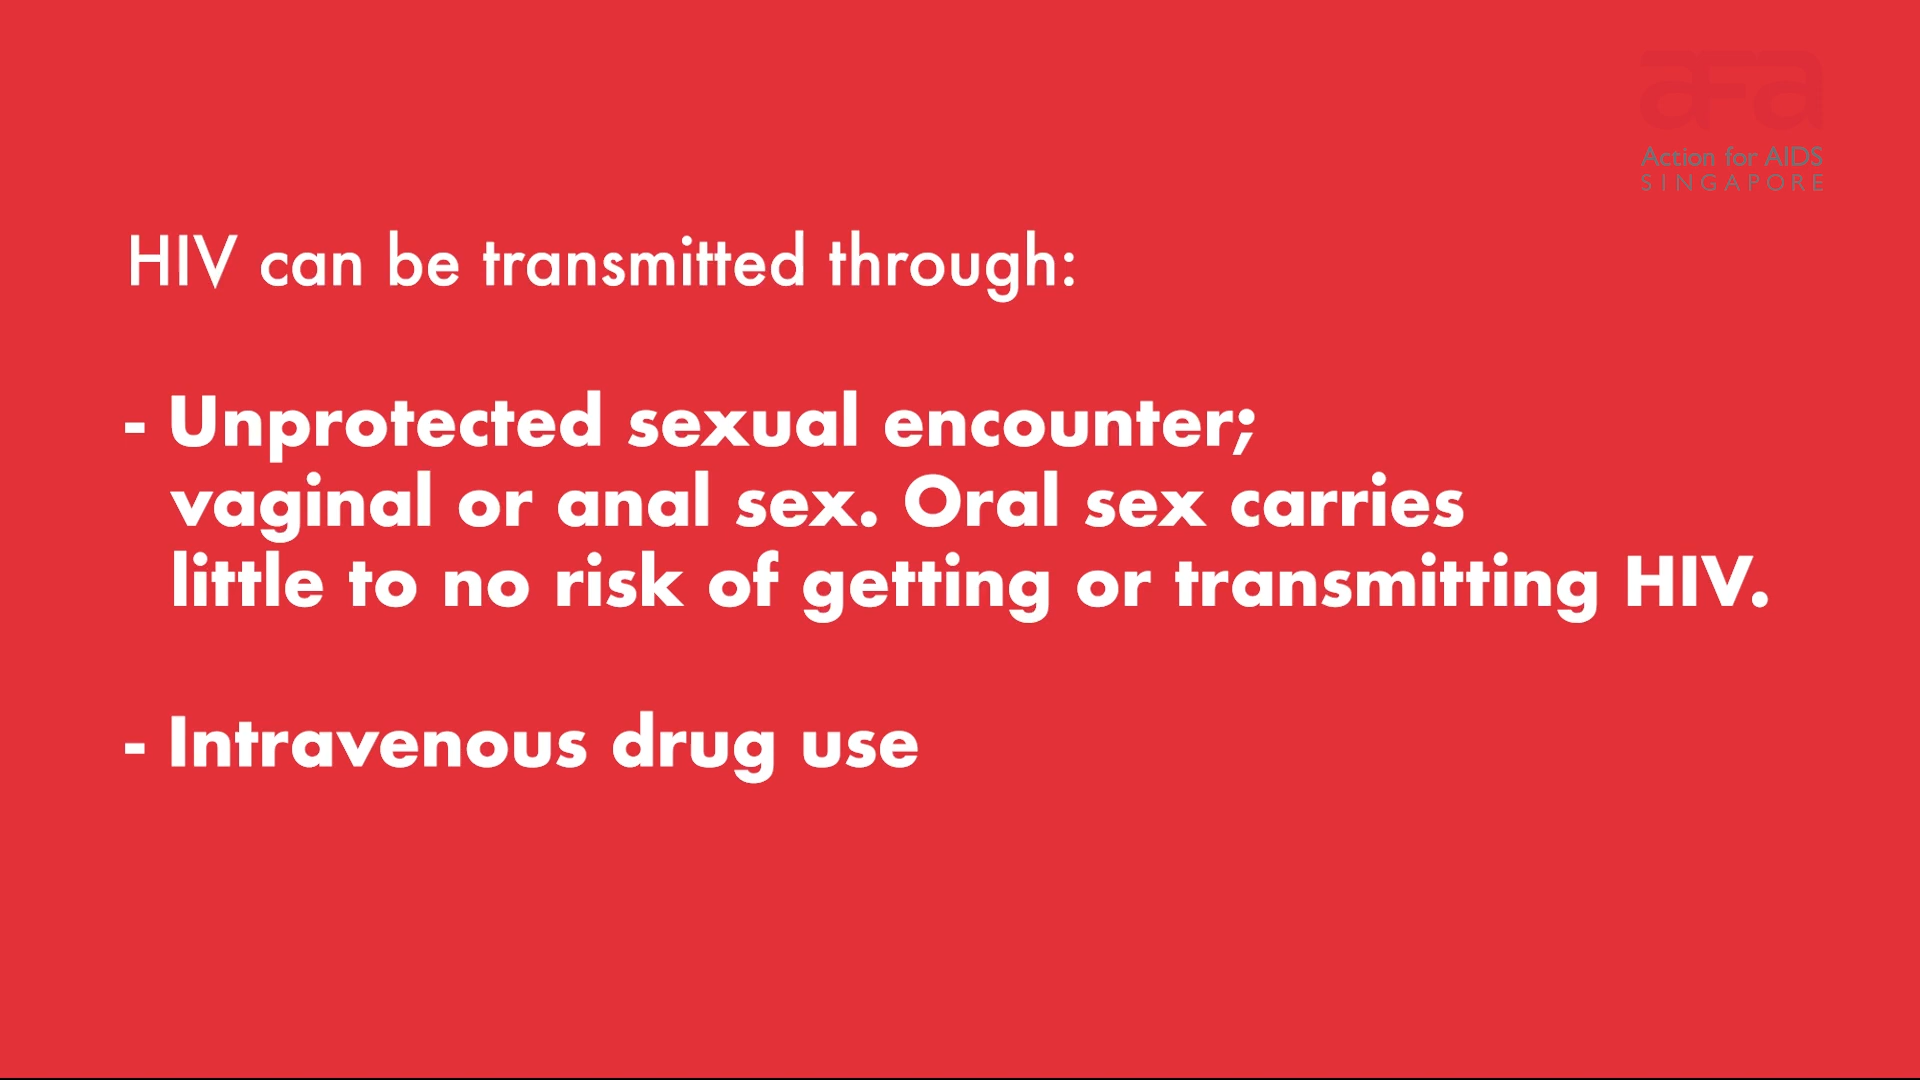 afa
Action for AIDS
SINGAPORE
HIV can be transmitted through:
- Unprotected sexual encounter;
vaginal or anal sex. Oral sex carries
little to no risk of getting or transmitting HIV.
- Intravenous drug use